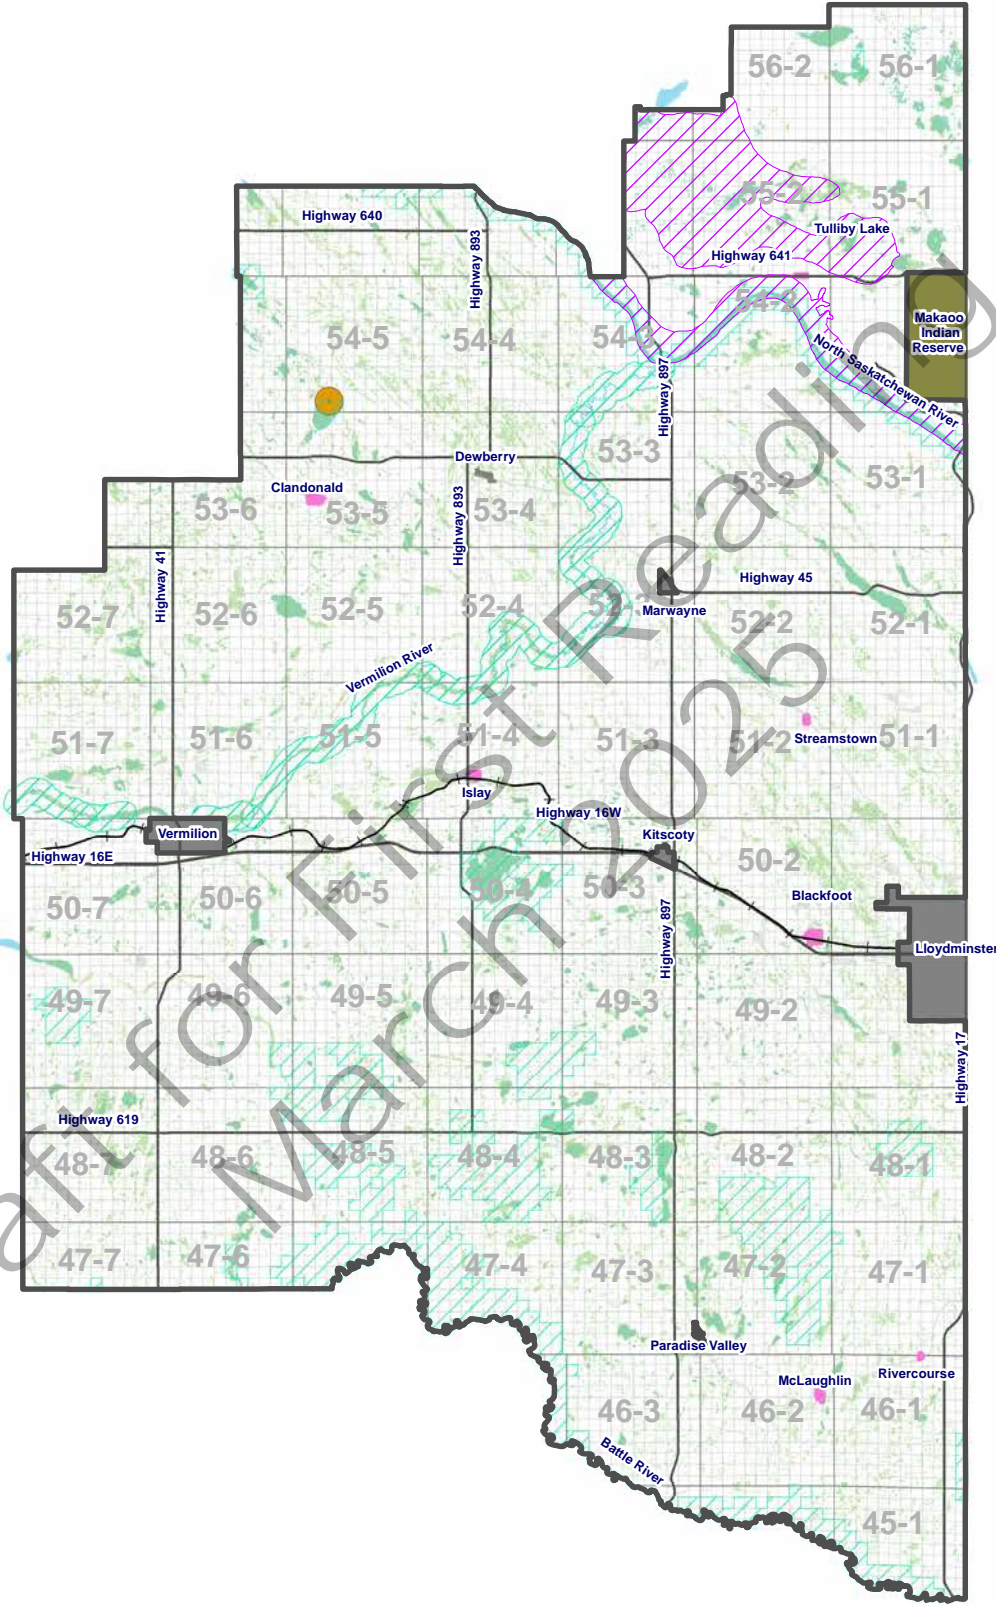 56-2
56-1
55-2
55-1
Highway 640
Tulliby Lake
Highway 893
Highway 641
54-2
Makaoo
Indian
Reserve
54-5
54-4
54-3
North Saskatchewan River
Highway 897
Dewberry
53-3
53-2
53-1
Clandonald
53-6
53-5
53-4
Highway 893
Highway 41
Highway 45
Marwayne
52-7
52-6
52-5
52-4
52-3
52-2
52-1
Vermilion River
51-7
51-6
51-5
51-4
51-3
51-2
Streamstown
51-1
Islay
Highway 16W
Vermilion
Kitscoty
Highway 16E
50-7
50-6
50-5
50-4
50-3
50-2
Blackfoot
Highway 897
Lloydminster
49-7
49-6
49-5
49-4
49-3
49-2
Highway 17
Highway 619
48-7
48-6
48-5
48-4
48-3
48-2
48-1
47-7
47-6
47-4
47-3
47-2
47-1
Paradise Valley
McLaughlin
Rivercourse
46-3
46-2
46-1
Battle River
45-1
aft for First Reading
March 2025